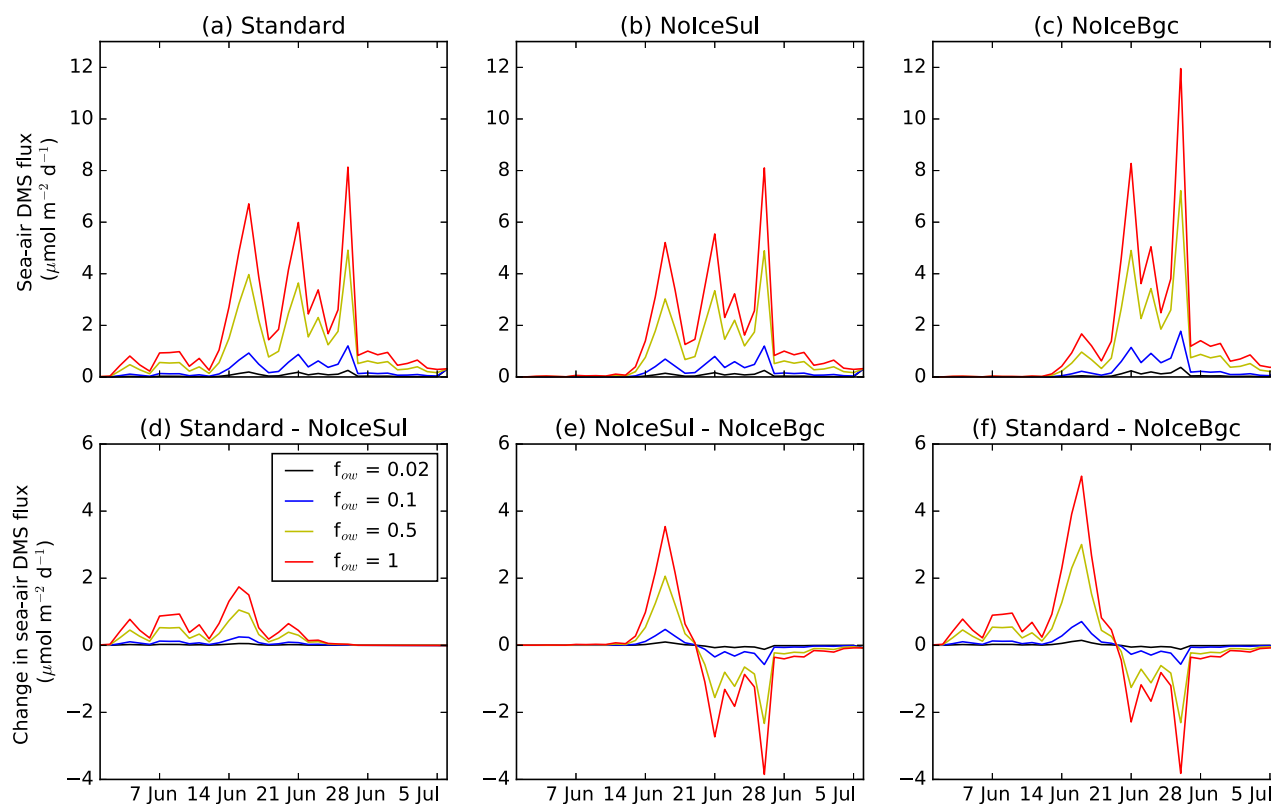 (a) Standard
(b) NoIceSul
(c) NoIceBgc
Sea-air DMS flux
(μmol m⁻² d⁻¹)
12
10
8
6
4
2
0
12
10
8
6
4
2
0
12
10
8
6
4
2
0
(d) Standard - NoIceSul
(e) NoIceSul - NoIceBgc
(f) Standard - NoIceBgc
Change in sea-air DMS flux
(μmol m⁻² d⁻¹)
6
4
2
0
−2
−4
f_ow = 0.02
f_ow = 0.1
f_ow = 0.5
f_ow = 1
6
4
2
0
−2
−4
6
4
2
0
−2
−4
7 Jun 14 Jun 21 Jun 28 Jun 5 Jul
7 Jun 14 Jun 21 Jun 28 Jun 5 Jul
7 Jun 14 Jun 21 Jun 28 Jun 5 Jul